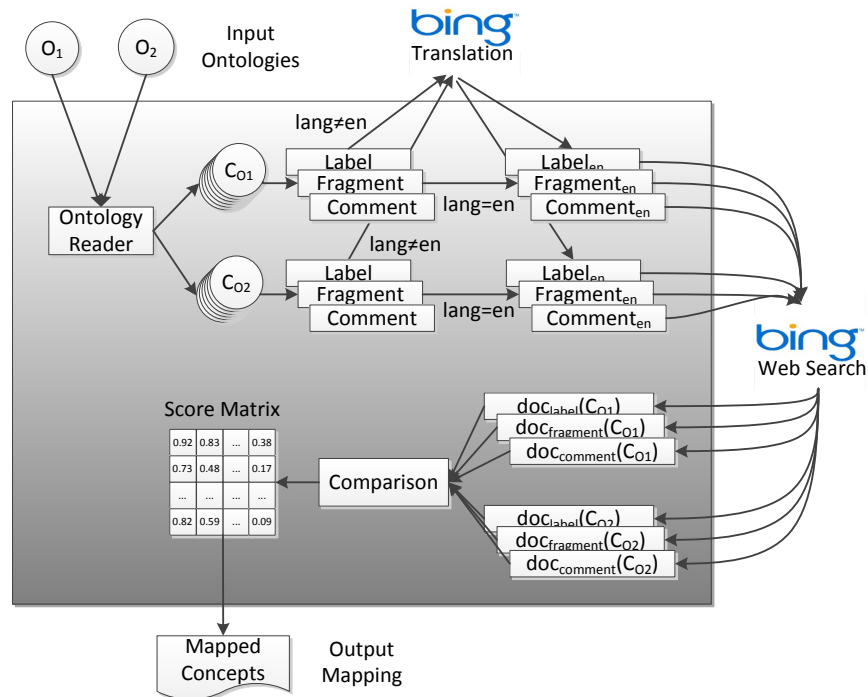 O1
O2
Input
Ontologies
bing™
Translation
lang≠en
CO1
Label
Fragment
Comment
lang=en
Labelen
Fragmenten
Commenten
Ontology
Reader
lang≠en
CO2
Label
Fragment
Comment
lang=en
Labelen
Fragmenten
Commenten
bing™
Web Search
Score Matrix
0.92 0.83 ... 0.38
0.73 0.48 ... 0.17
... ... ... ...
0.82 0.59 ... 0.09
Comparison
doclabel(CO1)
docfragment(CO1)
doccomment(CO1)
doclabel(CO2)
docfragment(CO2)
doccomment(CO2)
Mapped
Concepts
Output
Mapping